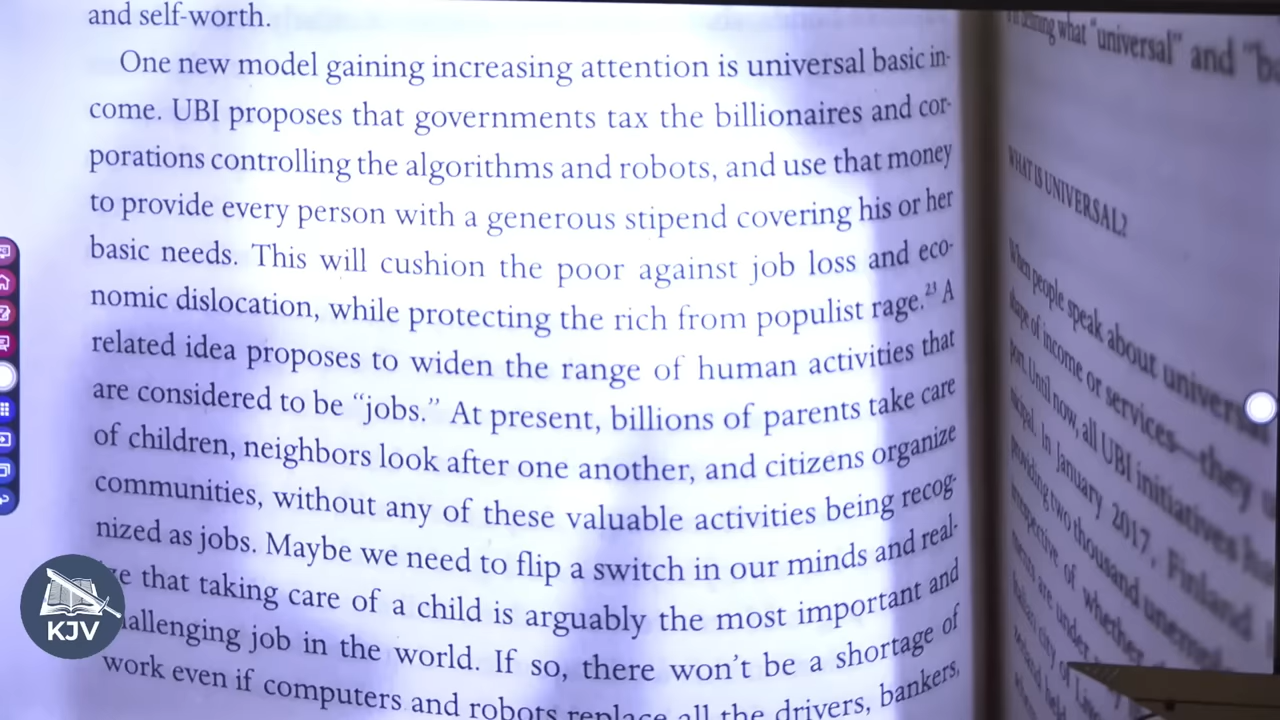 and self-worth.
One new model gaining increasing attention is universal basic in-
come. UBI proposes that governments tax the billionaires and cor-
porations controlling the algorithms and robots, and use that money
to provide every person with a generous stipend covering his or her
basic needs. This will cushion the poor against job loss and eco-
nomic dislocation, while protecting the rich from populist rage.23 A
related idea proposes to widen the range of human activities that
are considered to be “jobs.” At present, billions of parents take care
of children, neighbors look after one another, and citizens organize
communities, without any of these valuable activities being recog-
nized as jobs. Maybe we need to flip a switch in our minds and real-
that taking care of a child is arguably the most important and
job in the world. If so, there won’t be a shortage of
work even if computers and robots replace all the drivers, bankers,
KJV
what “universal” and
WHAT IS UNIVERSAL?
When people speak about universal
shape of income or services—they
Until now, all UBI initiatives
In January 2017, Finland
providing two thousand
irrespective of whether
are under
city of